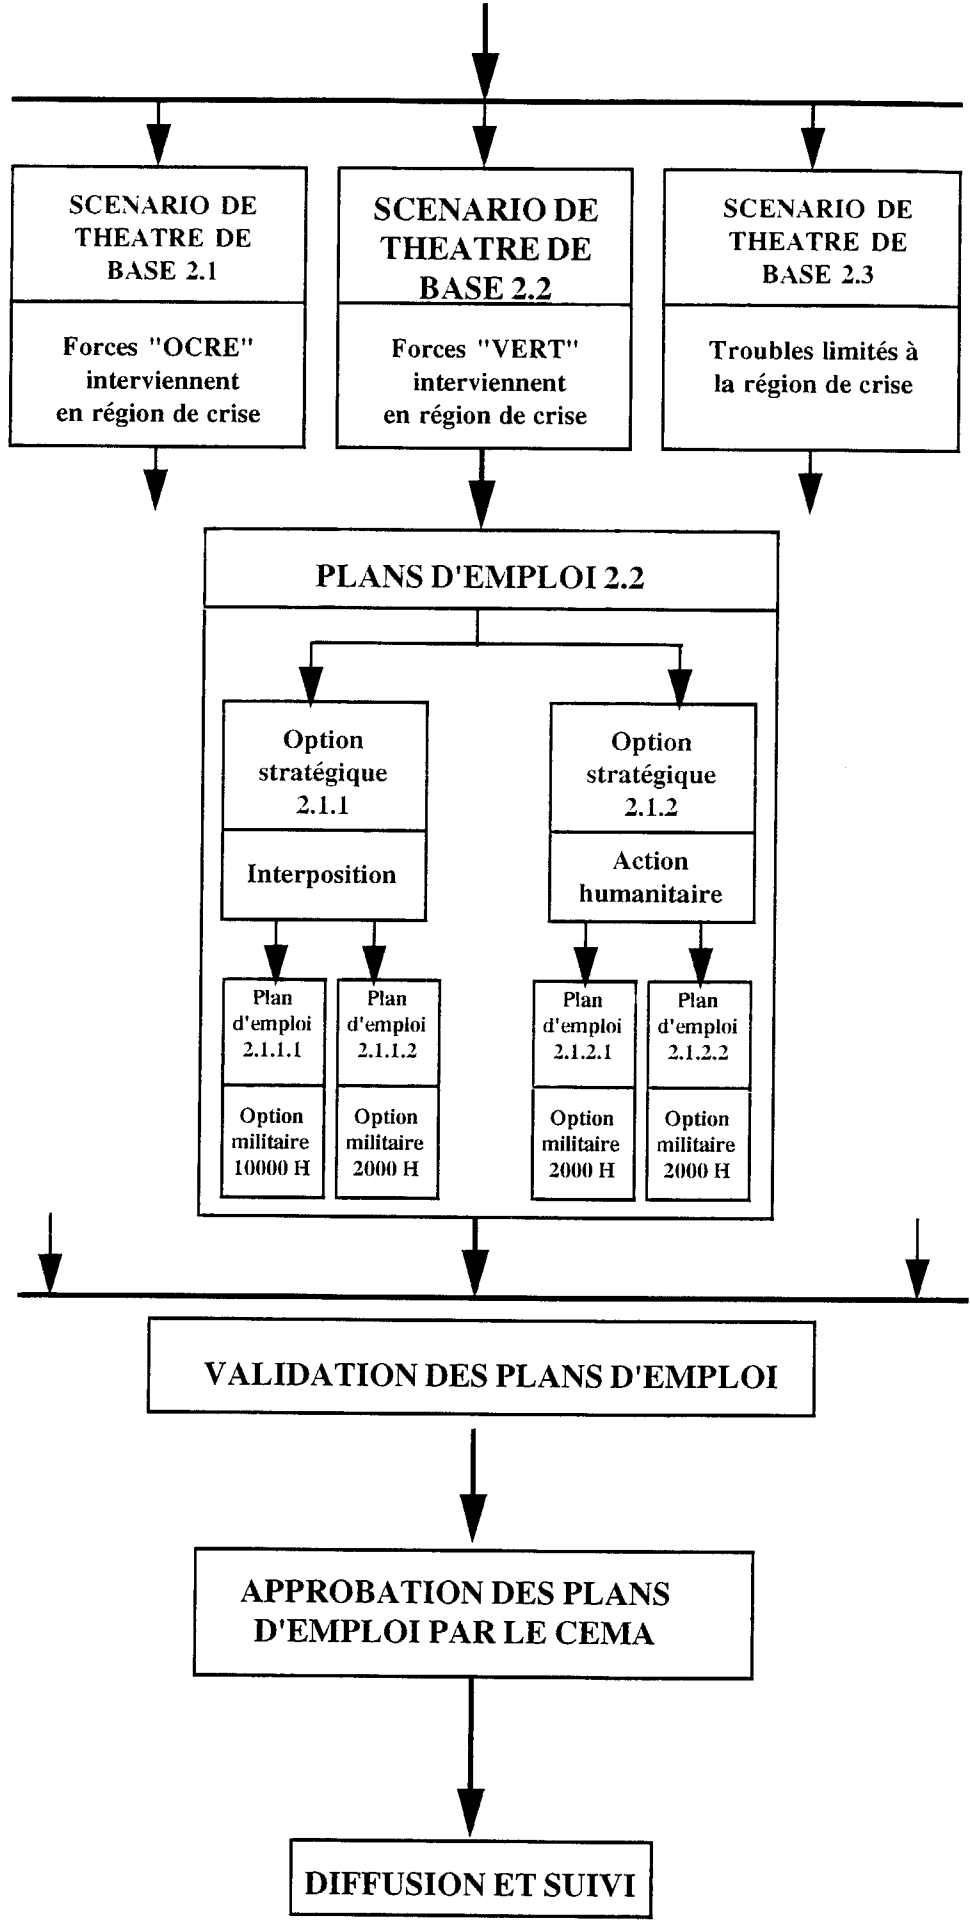 SCENARIO DE
THEATRE DE
BASE 2.1
Forces "OCRE"
interviennent
en région de crise
SCENARIO DE
THEATRE DE
BASE 2.2
Forces "VERT"
interviennent
en région de crise
SCENARIO DE
THEATRE DE
BASE 2.3
Troubles limités à
la région de crise
PLANS D'EMPLOI 2.2
Option
stratégique
2.1.1
Interposition
Option
stratégique
2.1.2
Action
humanitaire
Plan
d'emploi
2.1.1.1
Option
militaire
10000 H
Plan
d'emploi
2.1.1.2
Option
militaire
2000 H
Plan
d'emploi
2.1.2.1
Option
militaire
2000 H
Plan
d'emploi
2.1.2.2
Option
militaire
2000 H
VALIDATION DES PLANS D'EMPLOI
APPROBATION DES PLANS
D'EMPLOI PAR LE CEMA
DIFFUSION ET SUIVI